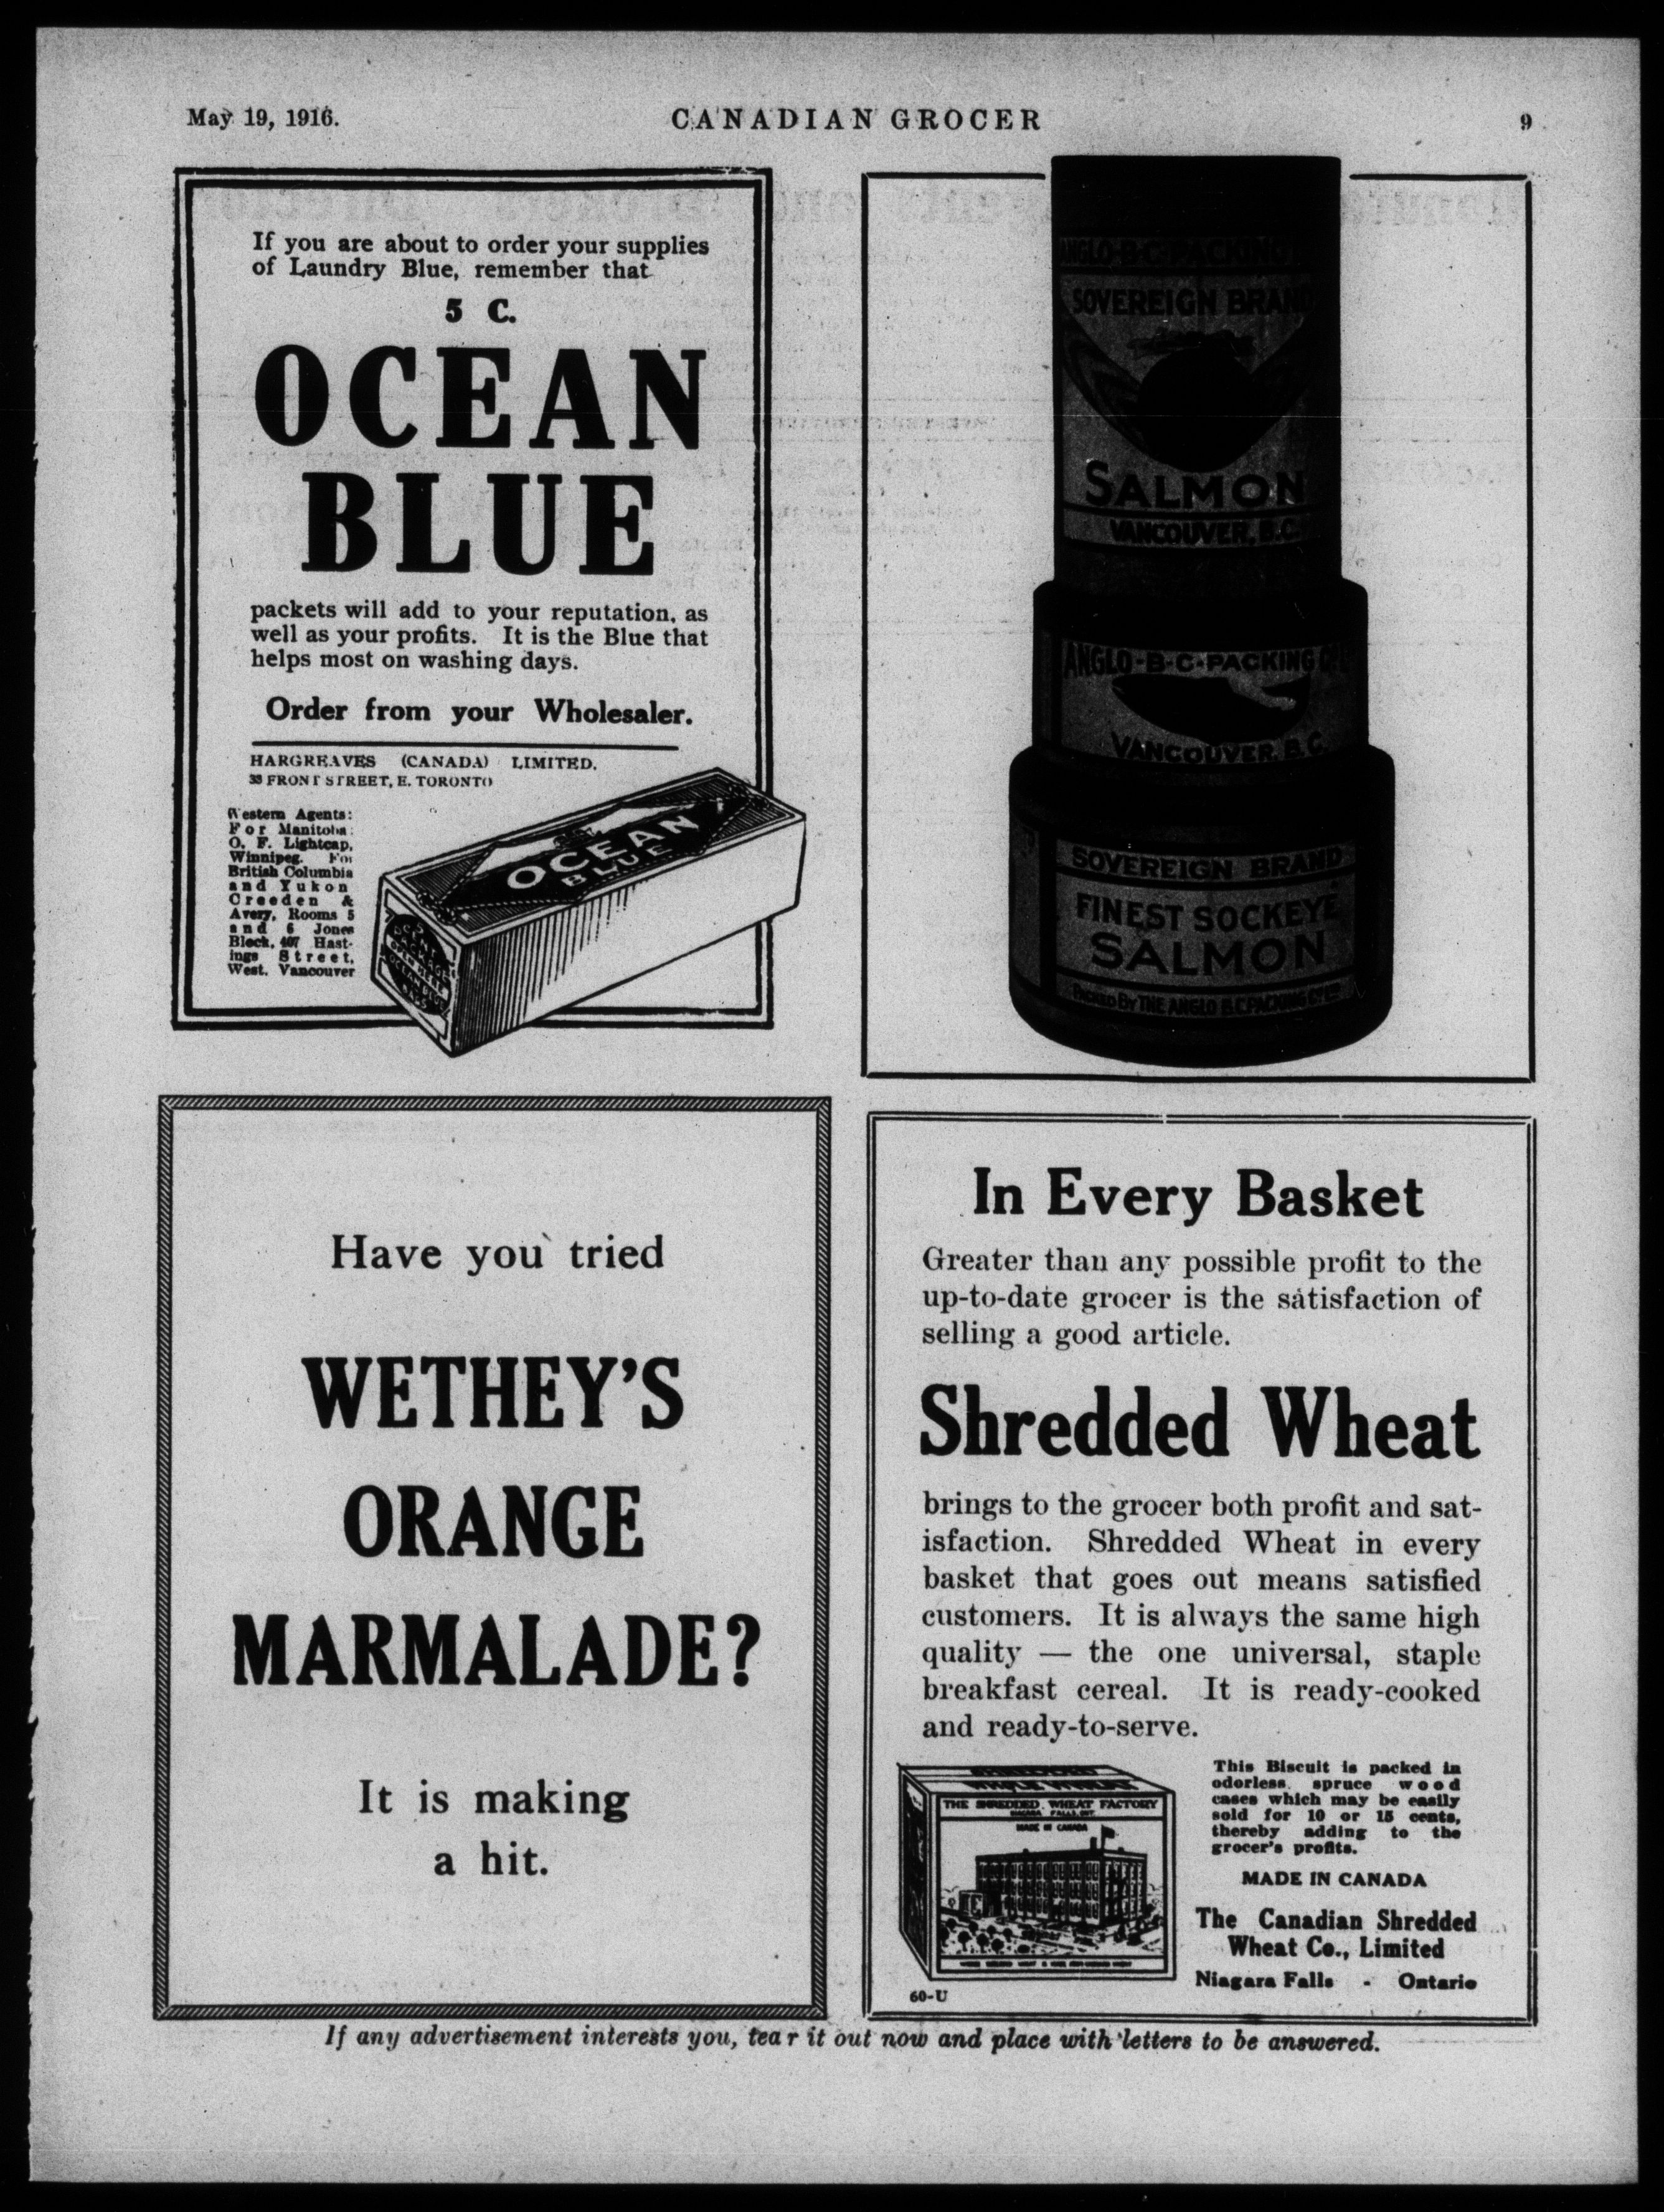 May 19, 1916.
CANADIAN GROCER
9
If you are about to order your supplies
of Laundry Blue, remember that
5 C.
OCEAN
BLUE
packets will add to your reputation, as
well as your profits. It is the Blue that
helps most on washing days.
Order from your Wholesaler.
HARGREAVES (CANADA) LIMITED.
33 FRONT STREET, E. TORONTO
Western Agents:
For Manitoba:
O. F. Lightcap,
Winnipeg. For
British Columbia
and Yukon
Creeden &
Avery, Rooms 5
and 6 Jones
Block, 407 Hast-
ings Street,
West, Vancouver
OCEAN
BLUE
ANGLO-B-C-PACKING
SOVEREIGN BRAND
SALMON
VANCOUVER, B.C.
ANGLO-B-C-PACKING
VANCOUVER, B.C.
SOVEREIGN BRAND
FINEST SOCKEYE
SALMON
PACKED BY THE ANGLO B.C. PACKING Co Ltd
Have you tried
WETHEY'S
ORANGE
MARMALADE?
It is making
a hit.
In Every Basket
Greater than any possible profit to the
up-to-date grocer is the satisfaction of
selling a good article.
Shredded Wheat
brings to the grocer both profit and sat-
isfaction. Shredded Wheat in every
basket that goes out means satisfied
customers. It is always the same high
quality — the one universal, staple
breakfast cereal. It is ready-cooked
and ready-to-serve.
WHOLE WHEAT
THE SHREDDED WHEAT FACTORY
NIAGARA FALLS, ONT.
MADE IN CANADA
60-U
This Biscuit is packed in
odorless spruce wood
cases which may be easily
sold for 10 or 15 cents,
thereby adding to the
grocer's profits.
MADE IN CANADA
The Canadian Shredded
Wheat Co., Limited
Niagara Falls - Ontario
If any advertisement interests you, tear it out now and place with letters to be answered.